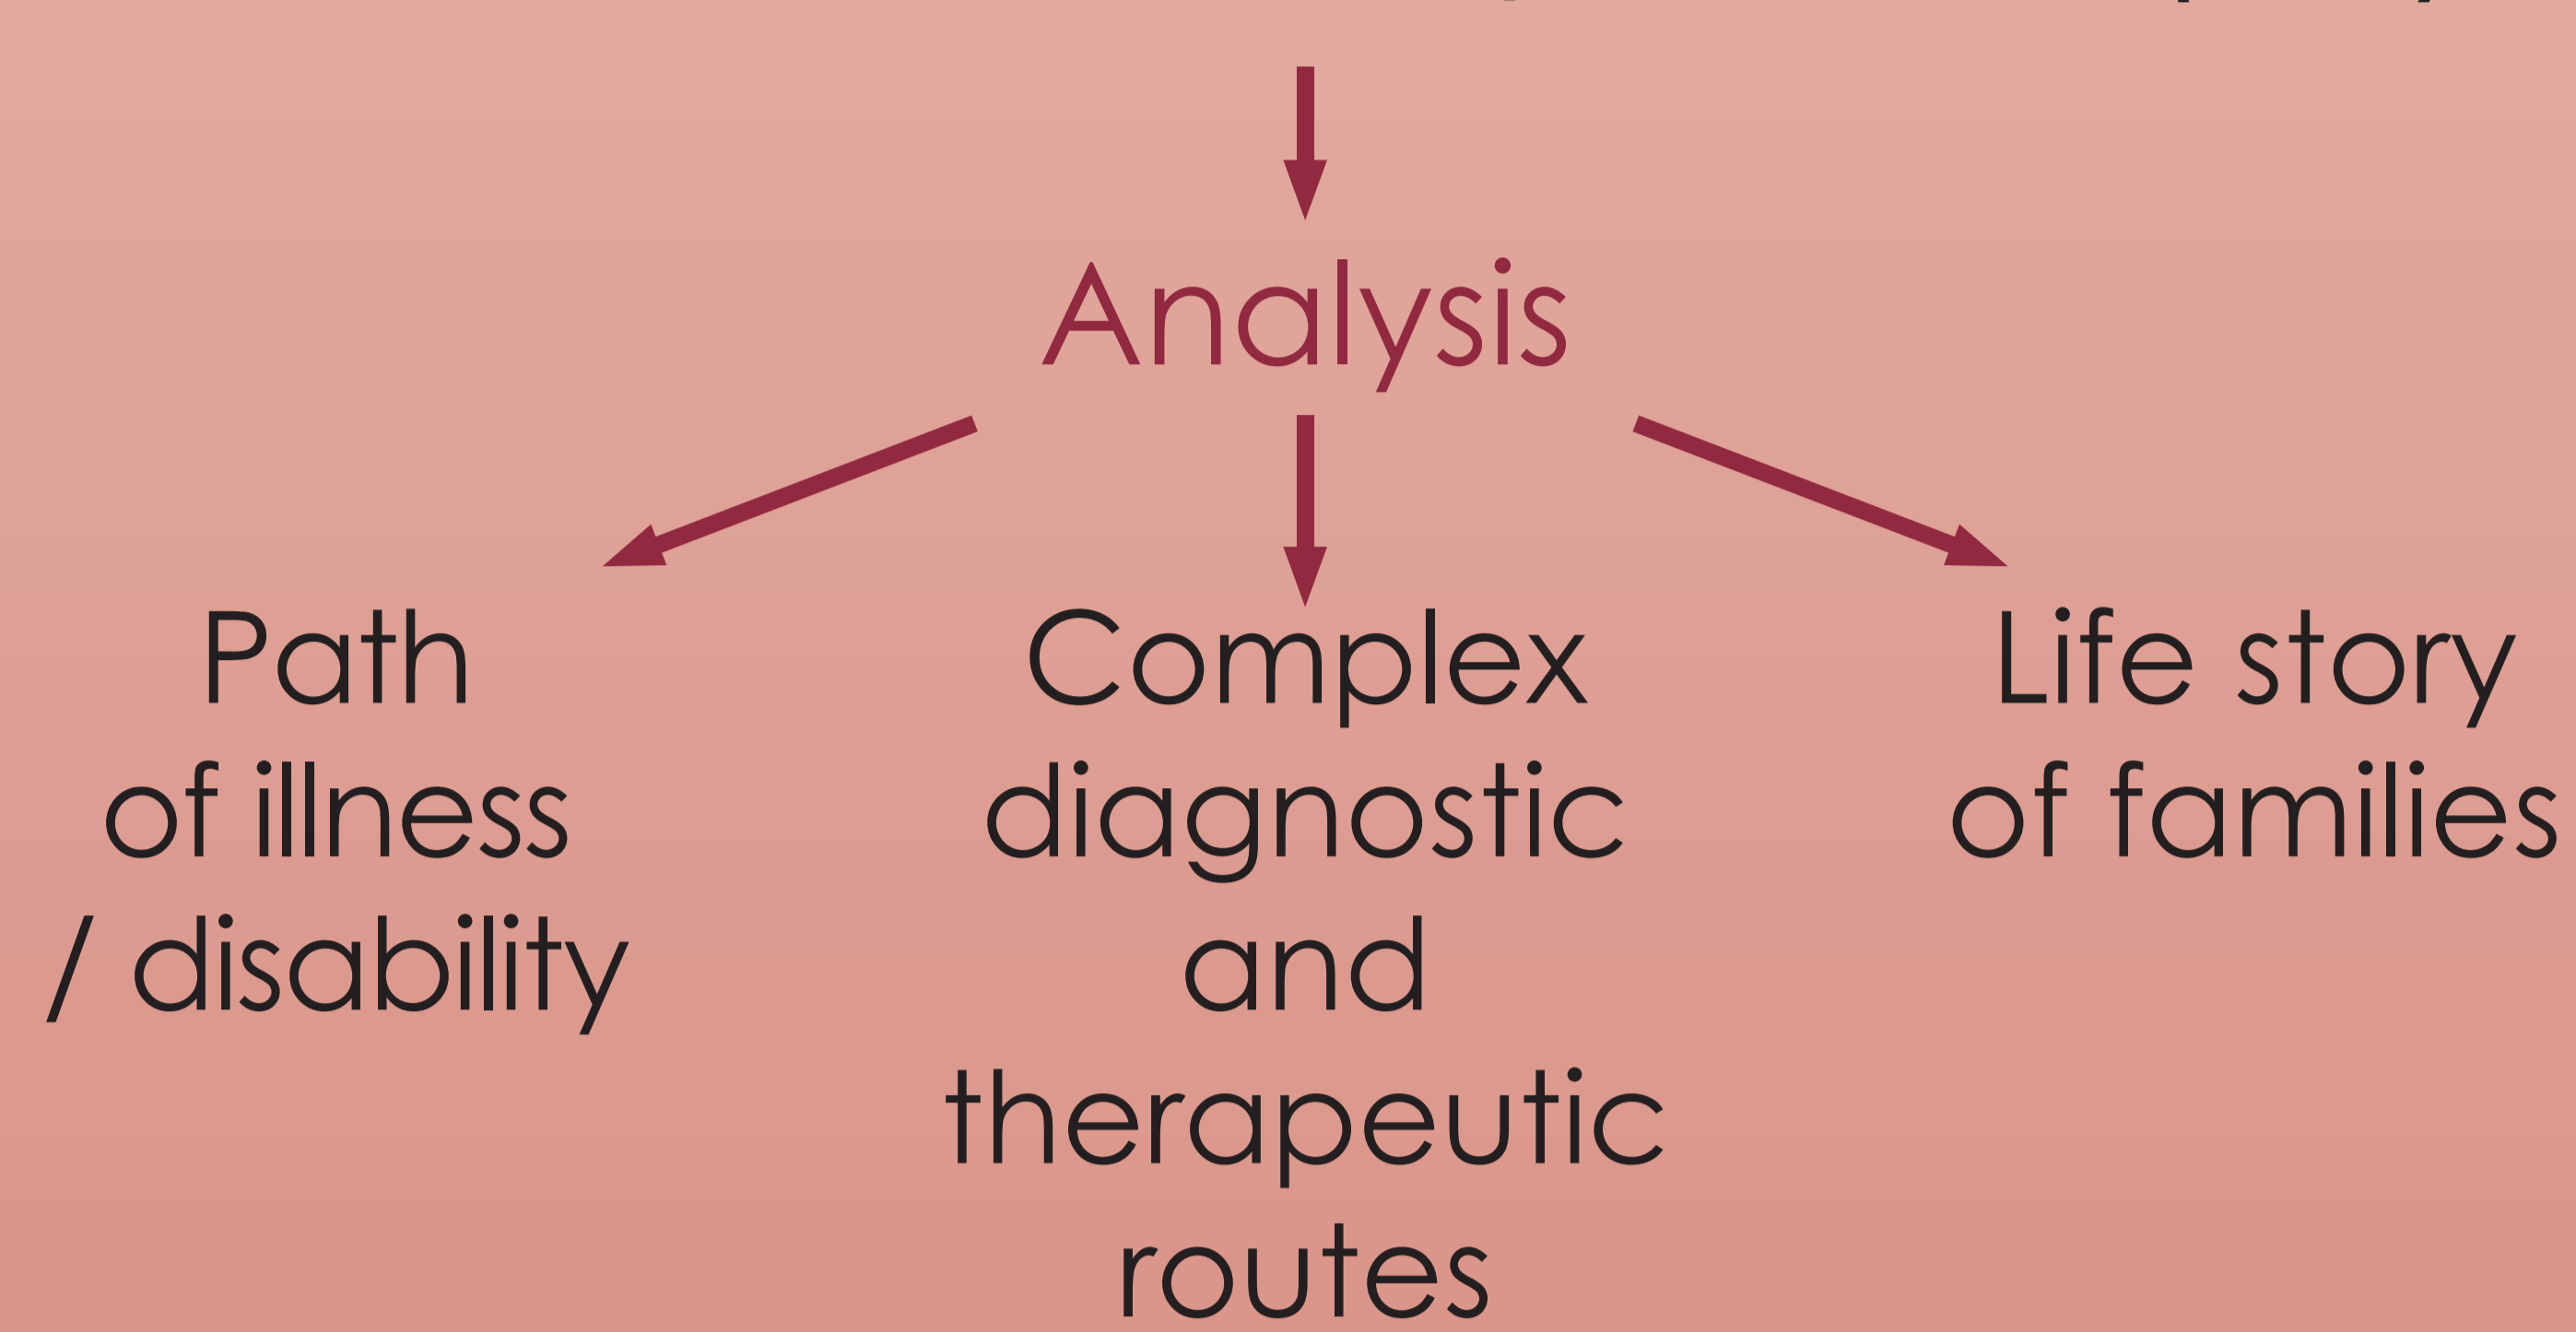 Analysis
Path
of illness
/ disability
Complex
diagnostic
and
therapeutic
routes
Life story
of families